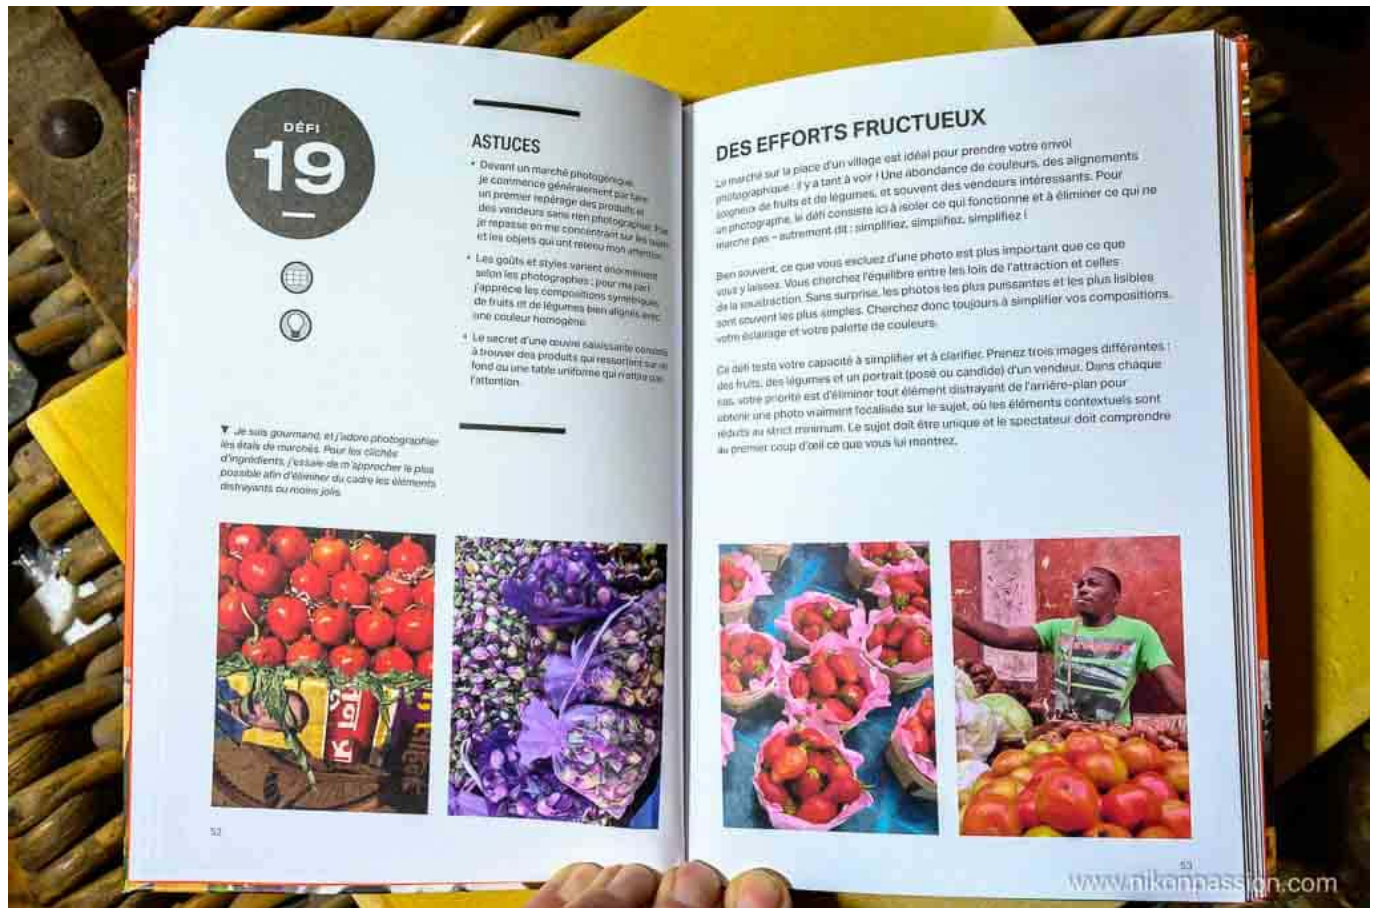 DÉFI
19
ASTUCES
• Devant un marché photogénique,
je commence généralement par faire
un premier repérage des produits et
des vendeurs sans rien photographier. Puis
je repasse en me concentrant sur les sujets
et les objets qui ont retenu mon attention.
• Les goûts et styles varient énormément
selon les photographes ; pour ma part
j'apprécie les compositions symétriques
de fruits et de légumes bien alignés avec
une couleur homogène.
• Le secret d'une œuvre saisissante consiste
à trouver des produits qui ressortent sur un
fond ou une table uniforme qui n'attire pas
l'attention.
▼ Je suis gourmand, et j'adore photographier
les étals de marchés. Pour les clichés
d'ingrédients, j'essaie de m'approcher le plus
possible afin d'éliminer du cadre les éléments
distrayants ou moins jolis.
52
DES EFFORTS FRUCTUEUX
Le marché sur la place d'un village est idéal pour prendre votre envol
photographique : il y a tant à voir ! Une abondance de couleurs, des alignements
soigneux de fruits et de légumes, et souvent des vendeurs intéressants. Pour
un photographe, le défi consiste ici à isoler ce qui fonctionne et à éliminer ce qui ne
marche pas – autrement dit : simplifiez, simplifiez, simplifiez !
Bien souvent, ce que vous excluez d'une photo est plus important que ce que
vous y laissez. Vous cherchez l'équilibre entre les lois de l'attraction et celles
de la soustraction. Sans surprise, les photos les plus puissantes et les plus lisibles
sont souvent les plus simples. Cherchez donc toujours à simplifier vos compositions,
votre éclairage et votre palette de couleurs.
Ce défi teste votre capacité à simplifier et à clarifier. Prenez trois images différentes :
des fruits, des légumes et un portrait (posé ou candide) d'un vendeur. Dans chaque
cas, votre priorité est d'éliminer tout élément distrayant de l'arrière-plan pour
obtenir une photo vraiment focalisée sur le sujet, où les éléments contextuels sont
réduits au strict minimum. Le sujet doit être unique et le spectateur doit comprendre
au premier coup d'œil ce que vous lui montrez.
53
www.nikonpassion.com